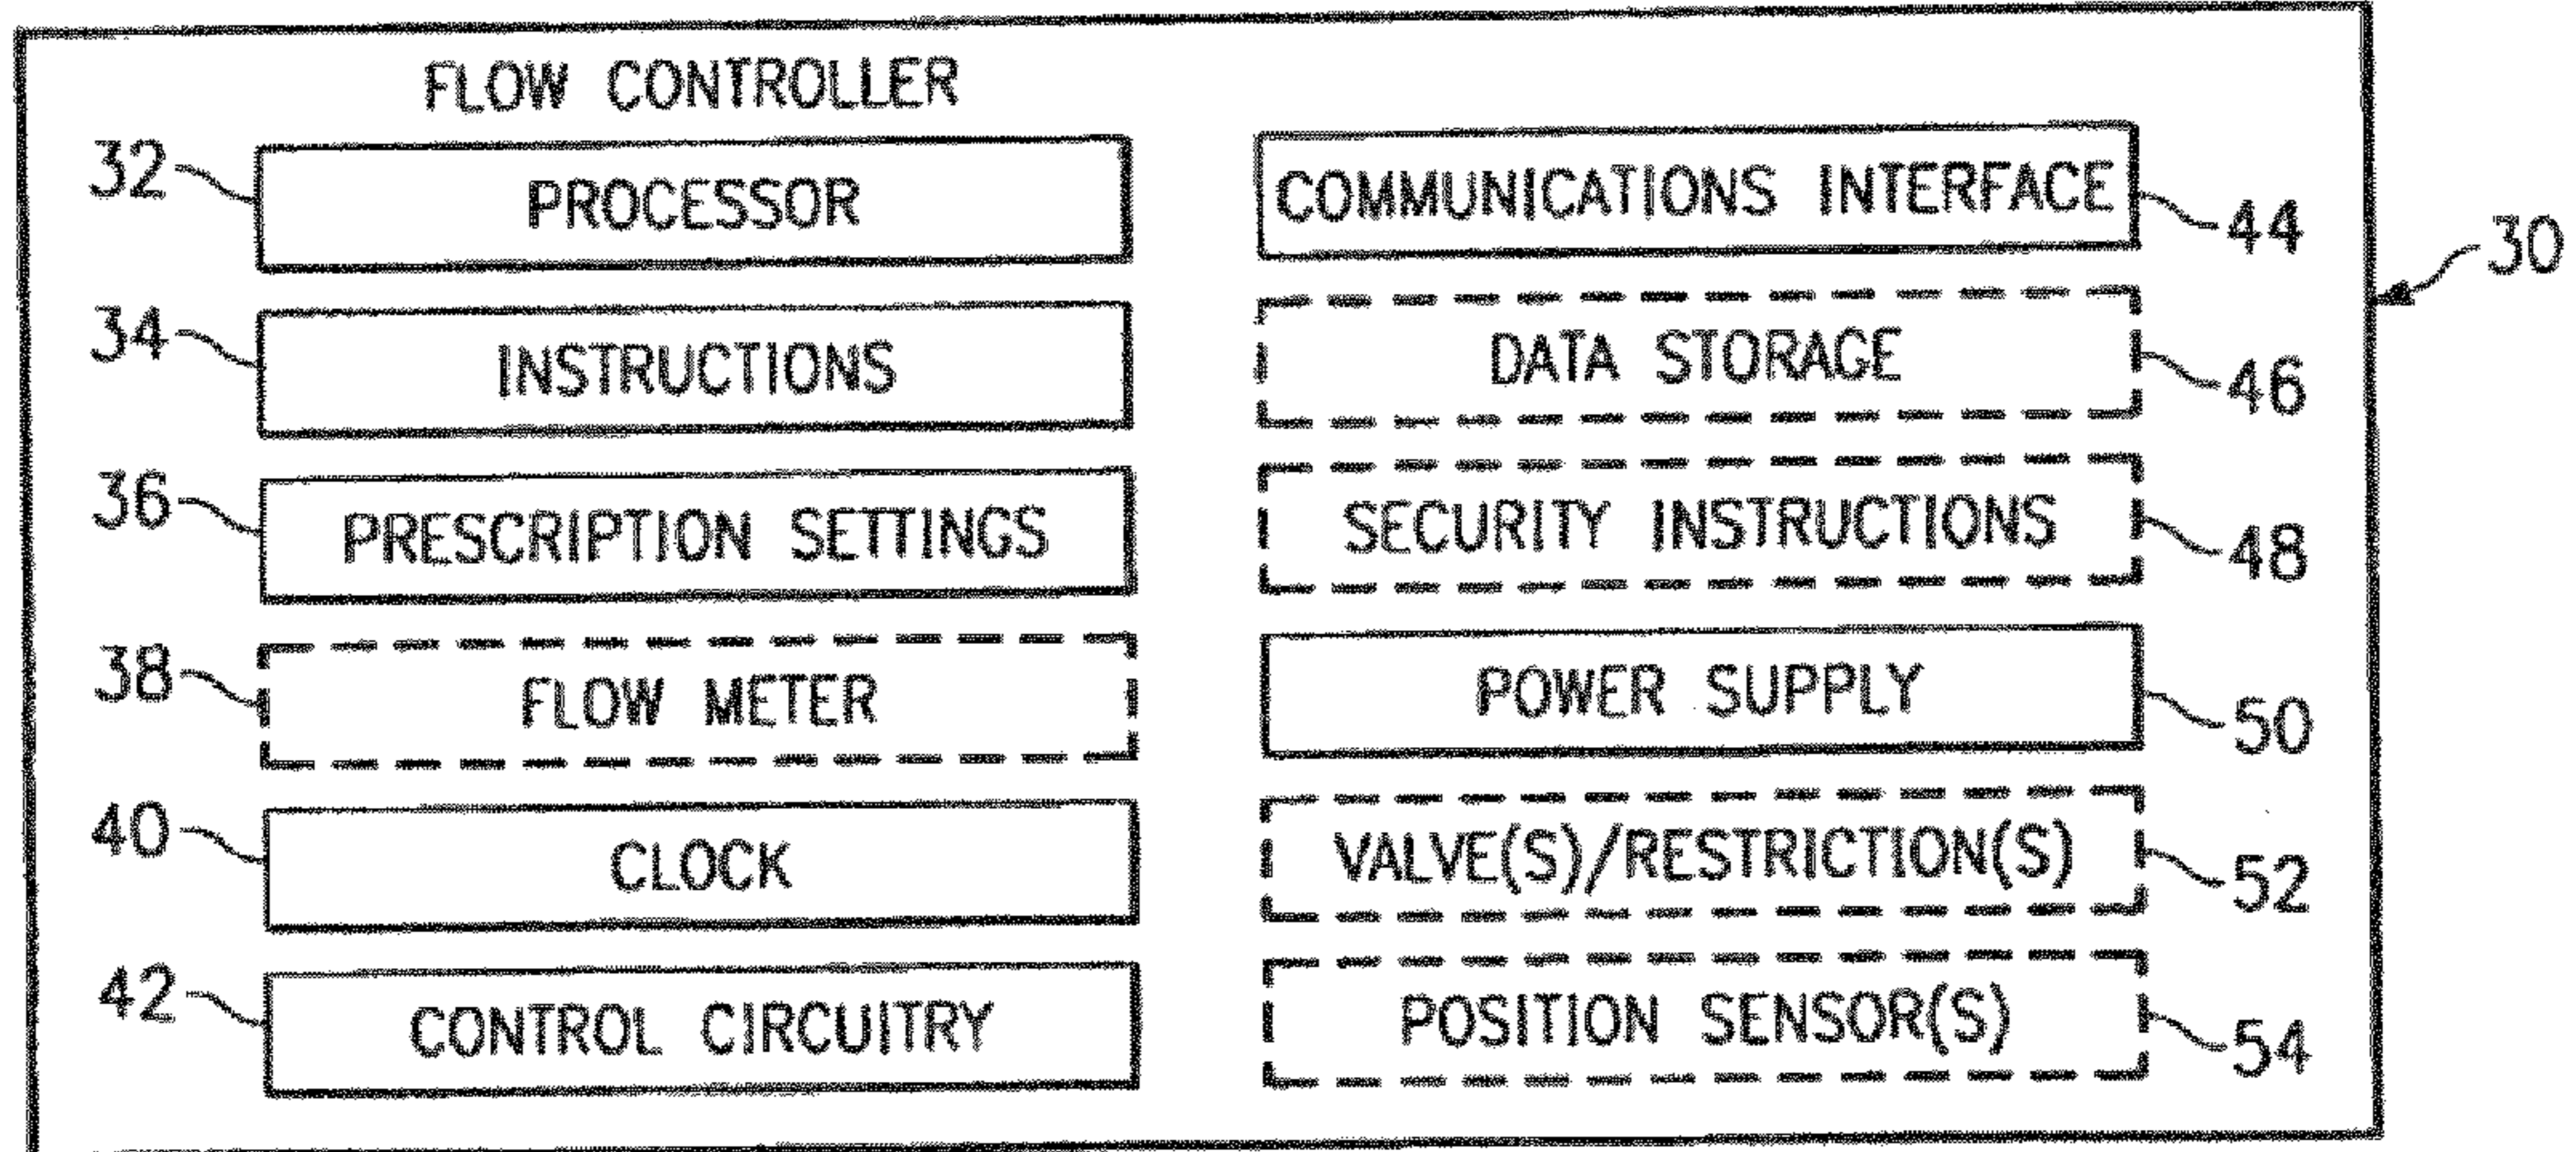 FLOW CONTROLLER
32 PROCESSOR
34 INSTRUCTIONS
36 PRESCRIPTION SETTINGS
38 FLOW METER
40 CLOCK
42 CONTROL CIRCUITRY
COMMUNICATIONS INTERFACE 44
DATA STORAGE 46
SECURITY INSTRUCTIONS 48
POWER SUPPLY 50
VALVE(S)/RESTRICTION(S) 52
POSITION SENSOR(S) 54
30